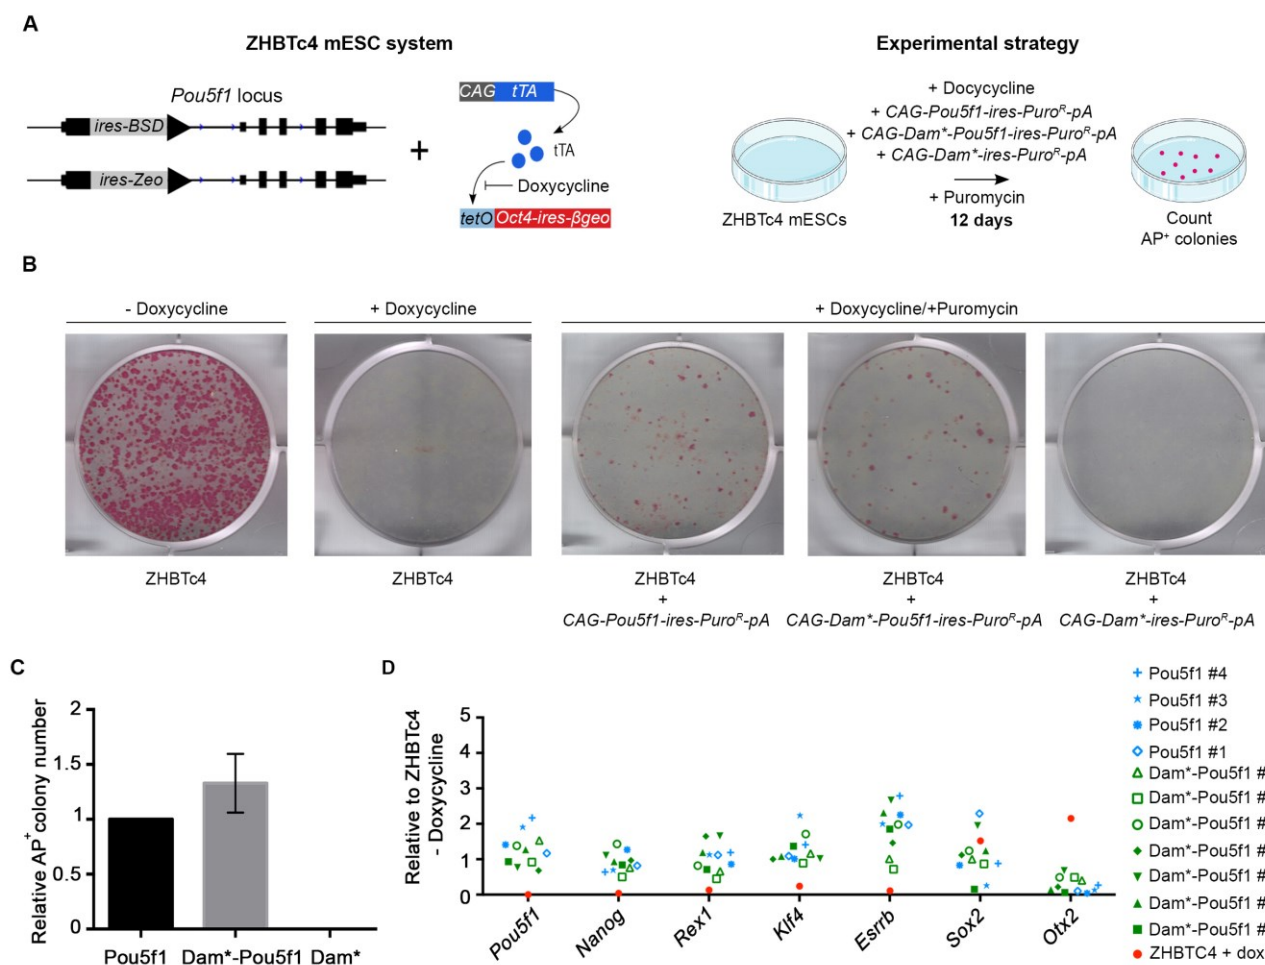 A
ZHBTc4 mESC system
Experimental strategy
Pou5f1 locus
ires-BSD
ires-Zeo
+
CAG tTA
tTA
Doxycycline
tetO Oct4-ires-βgeo
+ Docycycline
+ CAG-Pou5f1-ires-Puroᴿ-pA
+ CAG-Dam*-Pou5f1-ires-Puroᴿ-pA
+ CAG-Dam*-ires-Puroᴿ-pA
+ Puromycin
12 days
ZHBTc4 mESCs
Count
AP⁺ colonies
B
- Doxycycline
+ Doxycycline
+ Doxycycline/+Puromycin
ZHBTc4
ZHBTc4
ZHBTc4
+
CAG-Pou5f1-ires-Puroᴿ-pA
ZHBTc4
+
CAG-Dam*-Pou5f1-ires-Puroᴿ-pA
ZHBTc4
+
CAG-Dam*-ires-Puroᴿ-pA
C
Relative AP⁺ colony number
2
1.5
1
0.5
0
Pou5f1 Dam*-Pou5f1 Dam*
D
Relative to ZHBTc4
- Doxycycline
5
4
3
2
1
0
Pou5f1 Nanog Rex1 Klf4 Esrrb Sox2 Otx2
Pou5f1 #4
Pou5f1 #3
Pou5f1 #2
Pou5f1 #1
Dam*-Pou5f1 #
Dam*-Pou5f1 #
Dam*-Pou5f1 #
Dam*-Pou5f1 #
Dam*-Pou5f1 #
Dam*-Pou5f1 #
Dam*-Pou5f1 #
ZHBTC4 + dox